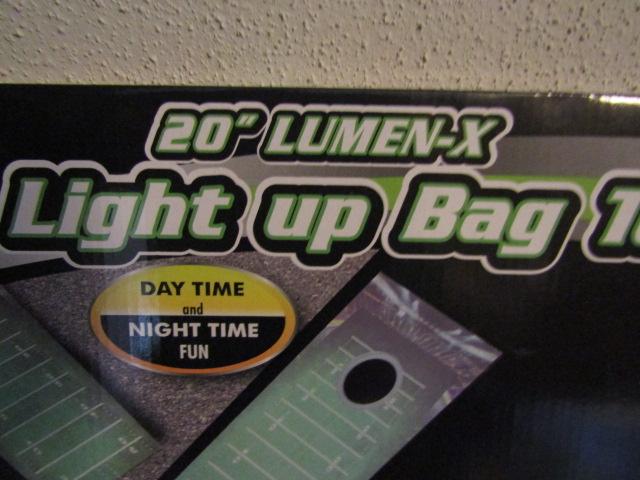 20" LUMEN-X
Light up Bag
DAY TIME
and
NIGHT TIME
FUN